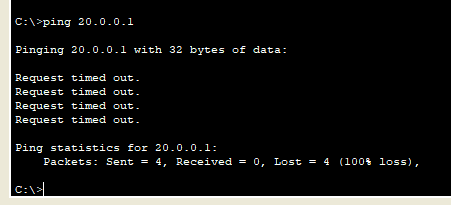 C:\>ping 20.0.0.1
Pinging 20.0.0.1 with 32 bytes of data:
Request timed out.
Request timed out.
Request timed out.
Request timed out.
Ping statistics for 20.0.0.1:
Packets: Sent = 4, Received = 0, Lost = 4 (100% loss),
C:\>